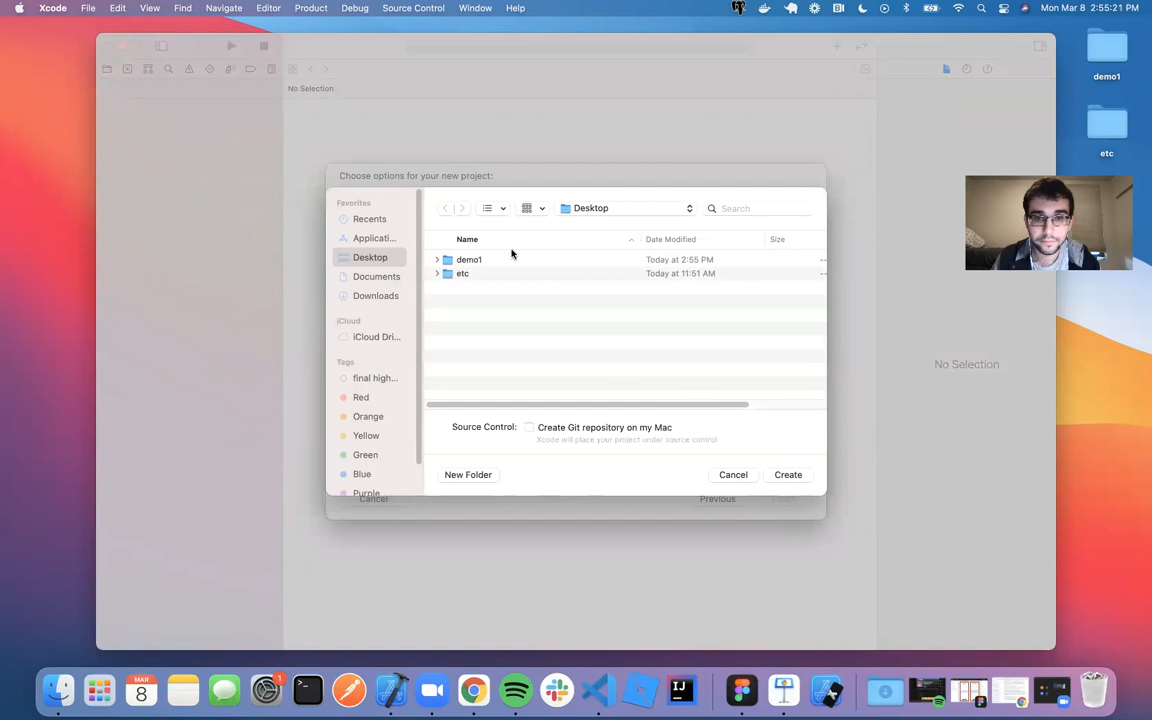 Xcode File Edit View Find Navigate Editor Product Debug Source Control Window Help Mon Mar 8 2:55:21 PM
demo1
etc
No Selection
Choose options for your new project:
Favorites
Recents
Applicati...
Desktop
Documents
Downloads
iCloud
iCloud Dri...
Tags
final high...
Red
Orange
Yellow
Green
Blue
Purple
Desktop
Search
Name Date Modified Size
demo1 Today at 2:55 PM --
etc Today at 11:51 AM --
Source Control: Create Git repository on my Mac
Xcode will place your project under source control
New Folder Cancel Create
Cancel Previous
No Selection
MAR
8
1